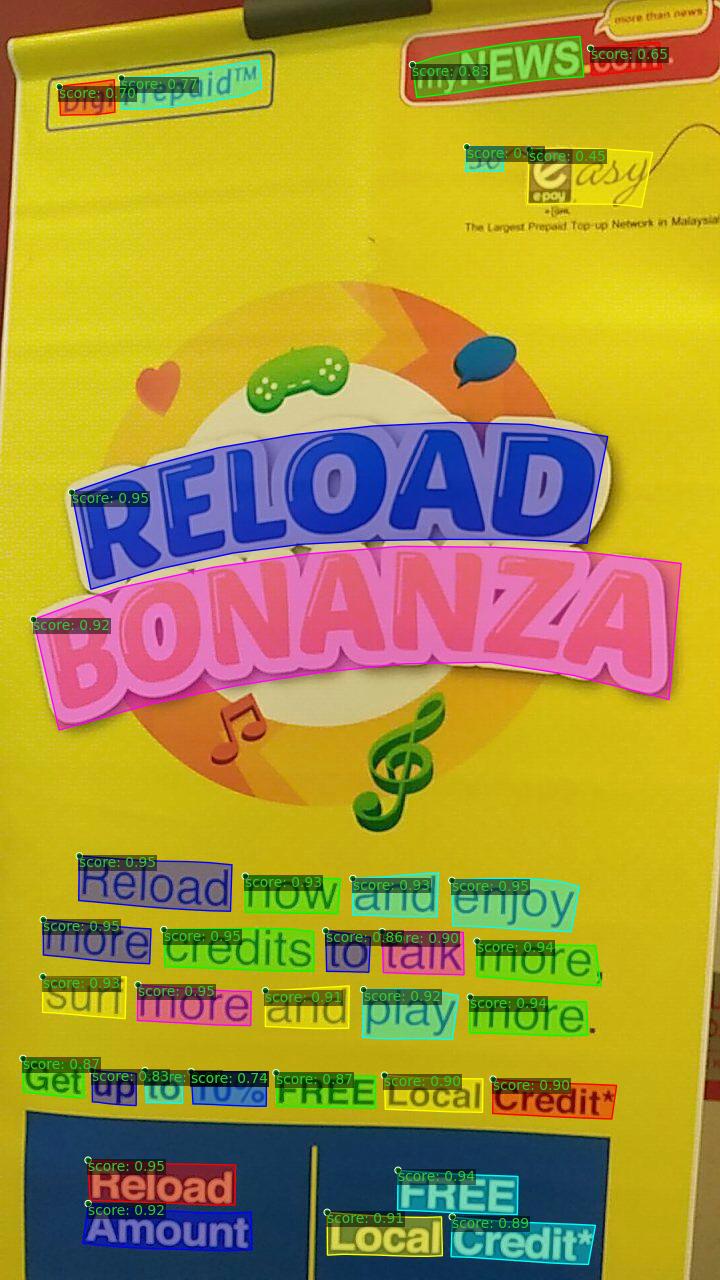 more than news
Digi Prepaid™
myNEWS.com
So easy
e pay
The Largest Prepaid Top-up Network in Malaysia
RELOAD
BONANZA
Reload now and enjoy
more credits to talk more,
surf more and play more.
Get up to 10% FREE Local Credit*
Reload
Amount
FREE
Local Credit*